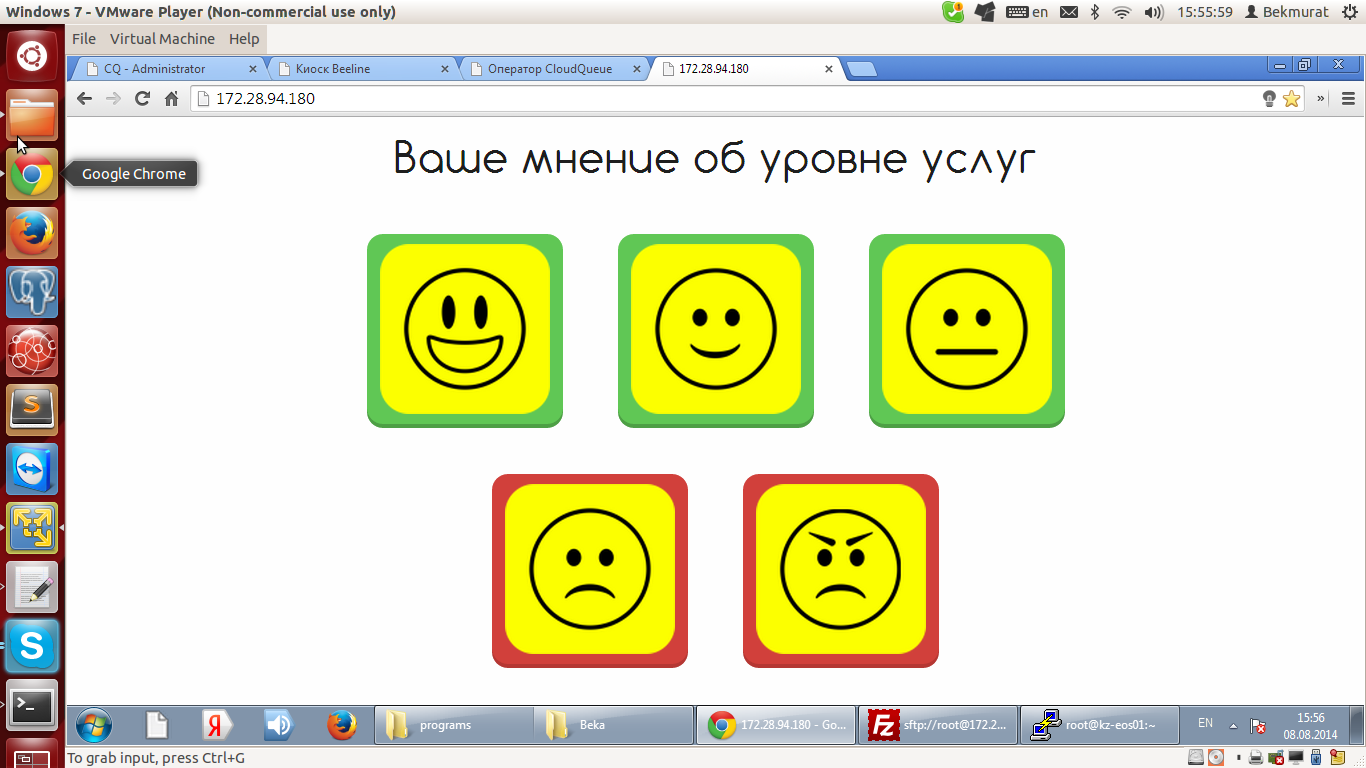 Windows 7 - VMware Player (Non-commercial use only)
en
15:55:59
Bekmurat
File Virtual Machine Help
CQ - Administrator
Киоск Beeline
Оператор CloudQueue
172.28.94.180
172.28.94.180
Ваше мнение об уровне услуг
Google Chrome
programs
Beka
172.28.94.180 - Go...
sftp://root@172.2...
root@kz-eos01:~
EN
15:56
08.08.2014
To grab input, press Ctrl+G